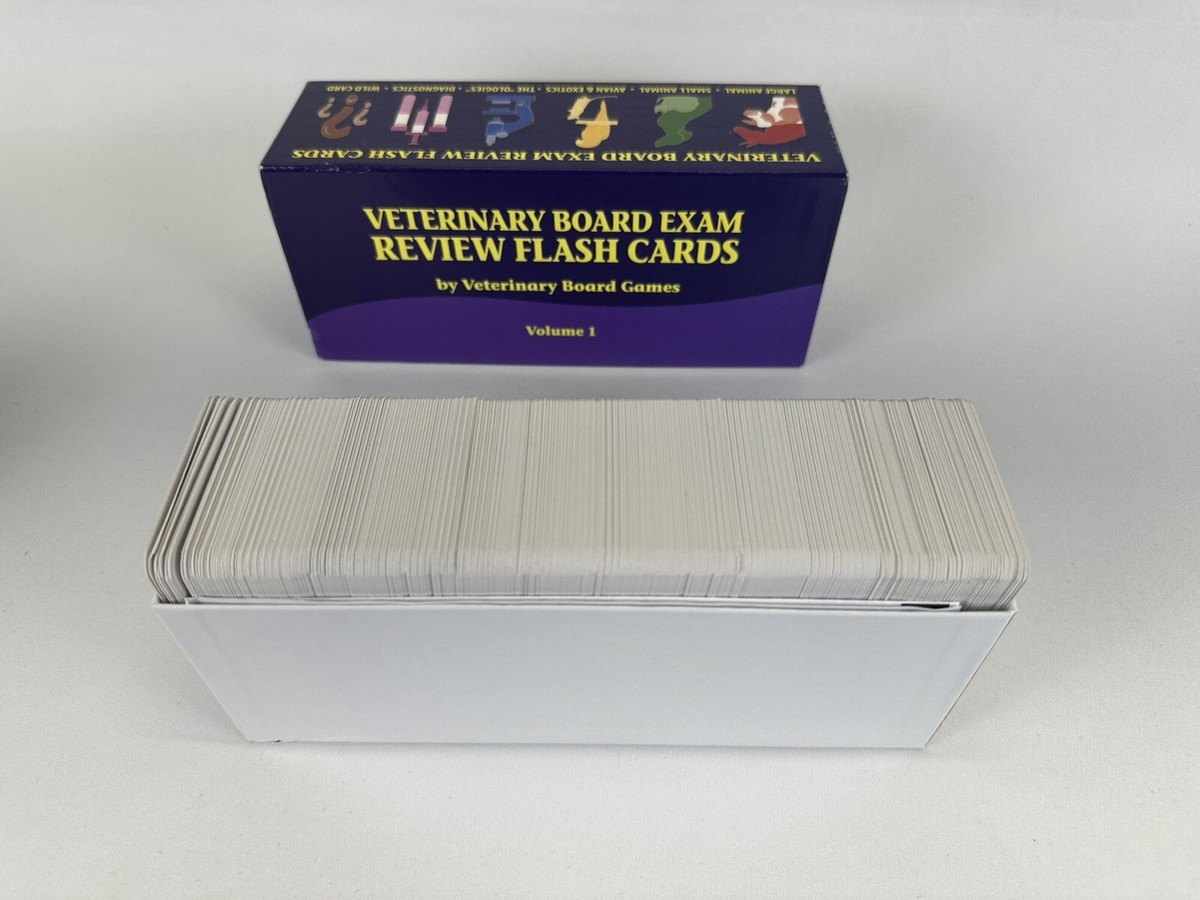 LARGE ANIMAL • SMALL ANIMAL • AVIAN & EXOTICS • THE "OLOGIES" • DIAGNOSTICS • WILD CARD
VETERINARY BOARD EXAM REVIEW FLASH CARDS
VETERINARY BOARD EXAM
REVIEW FLASH CARDS
by Veterinary Board Games
Volume 1